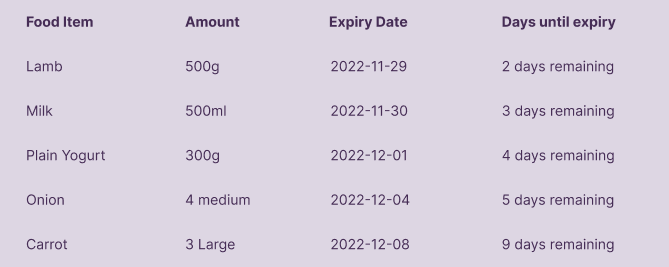 Food Item Amount Expiry Date Days until expiry
Lamb 500g 2022-11-29 2 days remaining
Milk 500ml 2022-11-30 3 days remaining
Plain Yogurt 300g 2022-12-01 4 days remaining
Onion 4 medium 2022-12-04 5 days remaining
Carrot 3 Large 2022-12-08 9 days remaining